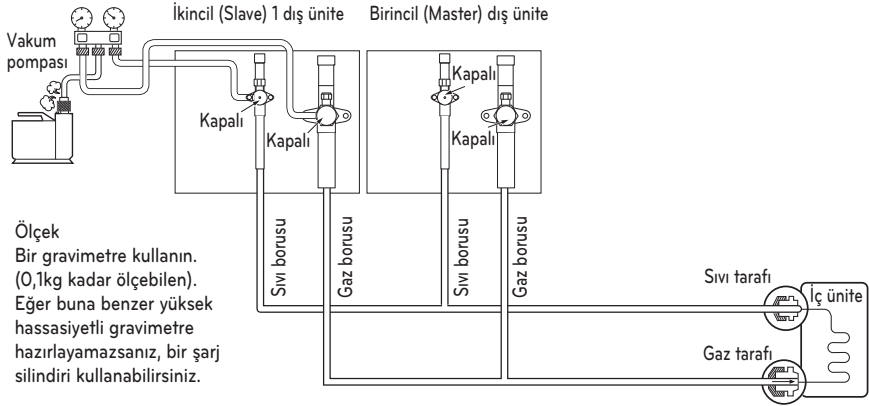 İkincil (Slave) 1 dış ünite
Birincil (Master) dış ünite
Vakum
pompası
Kapalı
Kapalı
Kapalı
Kapalı
Sıvı borusu
Gaz borusu
Sıvı borusu
Gaz borusu
Ölçek
Bir gravimetre kullanın.
(0,1kg kadar ölçebilen).
Eğer buna benzer yüksek
hassasiyetli gravimetre
hazırlayamazsanız, bir şarj
silindiri kullanabilirsiniz.
Sıvı tarafı
İç ünite
Gaz tarafı